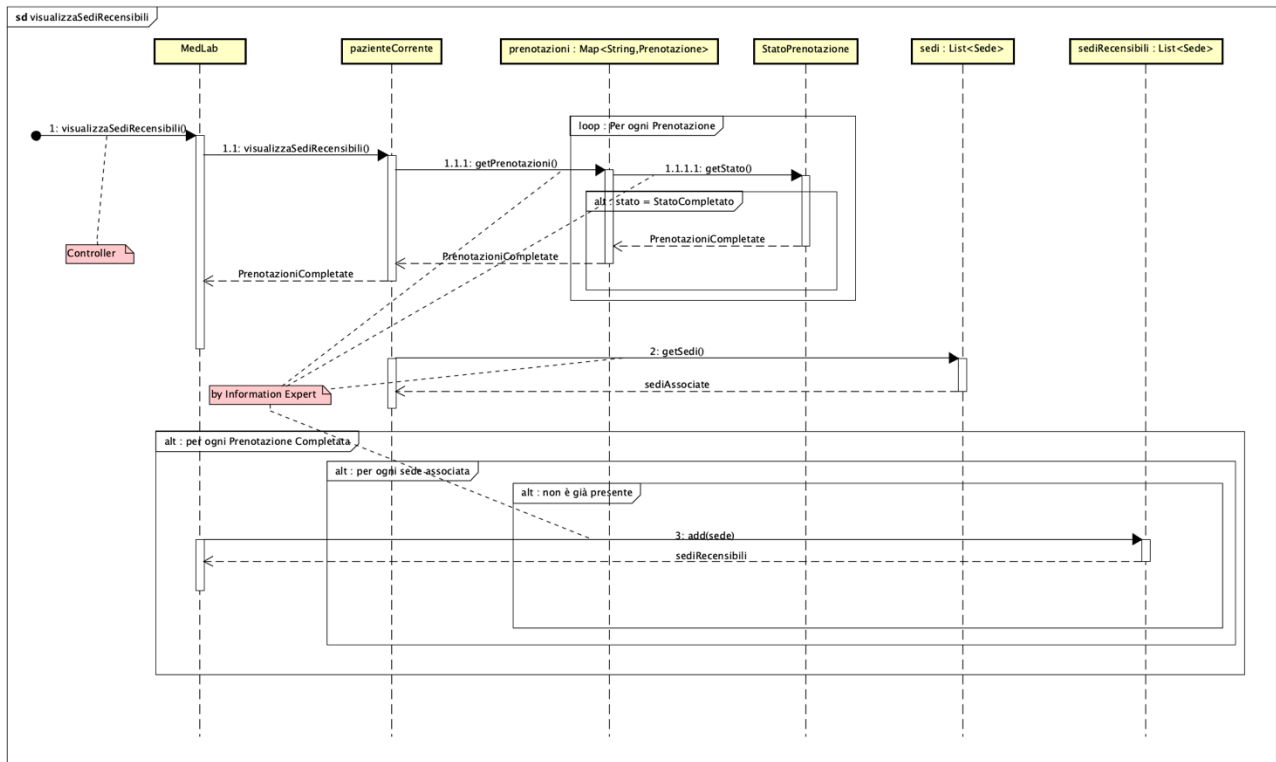 sd visualizzaSediRecensibili
MedLab
pazienteCorrente
prenotazioni : Map<String,Prenotazione>
StatoPrenotazione
sedi : List<Sede>
sediRecensibili : List<Sede>
1: visualizzaSediRecensibili()
loop : Per ogni Prenotazione
1.1: visualizzaSediRecensibili()
1.1.1: getPrenotazioni()
1.1.1.1: getStato()
alt : stato = StatoCompletato
PrenotazioniCompletate
Controller
PrenotazioniCompletate
PrenotazioniCompletate
2: getSedi()
sediAssociate
by Information Expert
alt : per ogni Prenotazione Completata
alt : per ogni sede associata
alt : non è già presente
3: add(sede)
sediRecensibili